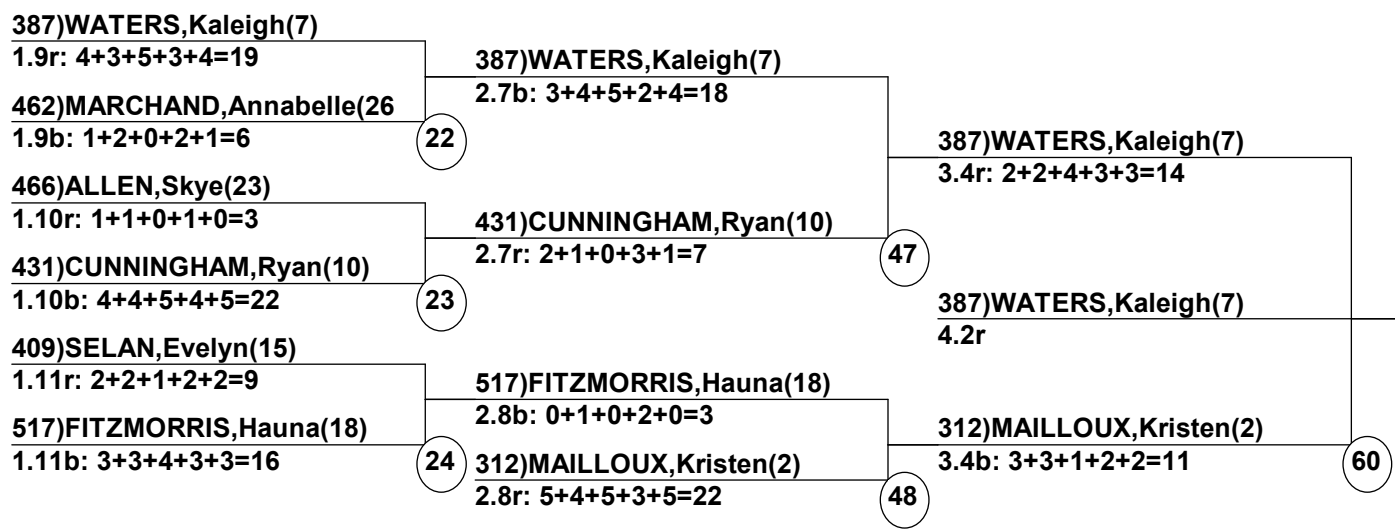 387)WATERS,Kaleigh(7)
1.9r: 4+3+5+3+4=19
462)MARCHAND,Annabelle(26
1.9b: 1+2+0+2+1=6
22
466)ALLEN,Skye(23)
1.10r: 1+1+0+1+0=3
431)CUNNINGHAM,Ryan(10)
1.10b: 4+4+5+4+5=22
23
409)SELAN,Evelyn(15)
1.11r: 2+2+1+2+2=9
517)FITZMORRIS,Hauna(18)
1.11b: 3+3+4+3+3=16
24
387)WATERS,Kaleigh(7)
2.7b: 3+4+5+2+4=18
431)CUNNINGHAM,Ryan(10)
2.7r: 2+1+0+3+1=7
47
517)FITZMORRIS,Hauna(18)
2.8b: 0+1+0+2+0=3
312)MAILLOUX,Kristen(2)
2.8r: 5+4+5+3+5=22
48
387)WATERS,Kaleigh(7)
3.4r: 2+2+4+3+3=14
387)WATERS,Kaleigh(7)
4.2r
312)MAILLOUX,Kristen(2)
3.4b: 3+3+1+2+2=11
60